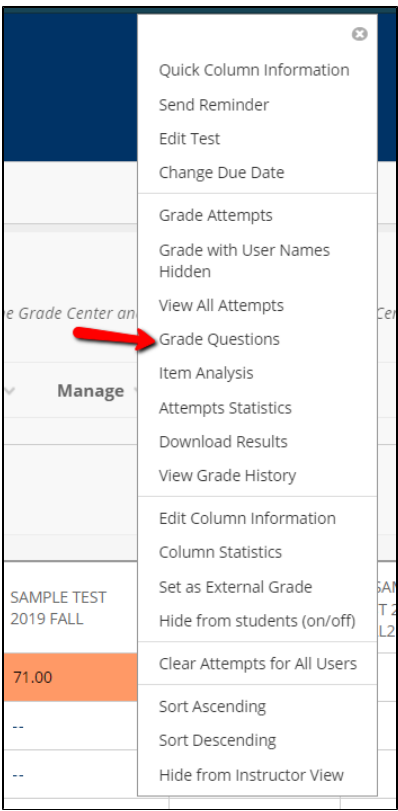 Quick Column Information
Send Reminder
Edit Test
Change Due Date
Grade Attempts
Grade with User Names
Hidden
View All Attempts
Grade Center
Grade Questions
Item Analysis
Manage
Attempts Statistics
Download Results
View Grade History
Edit Column Information
Column Statistics
Set as External Grade
Hide from students (on/off)
SAMPLE TEST
2019 FALL
Clear Attempts for All Users
71.00
Sort Ascending
--
Sort Descending
--
Hide from Instructor View